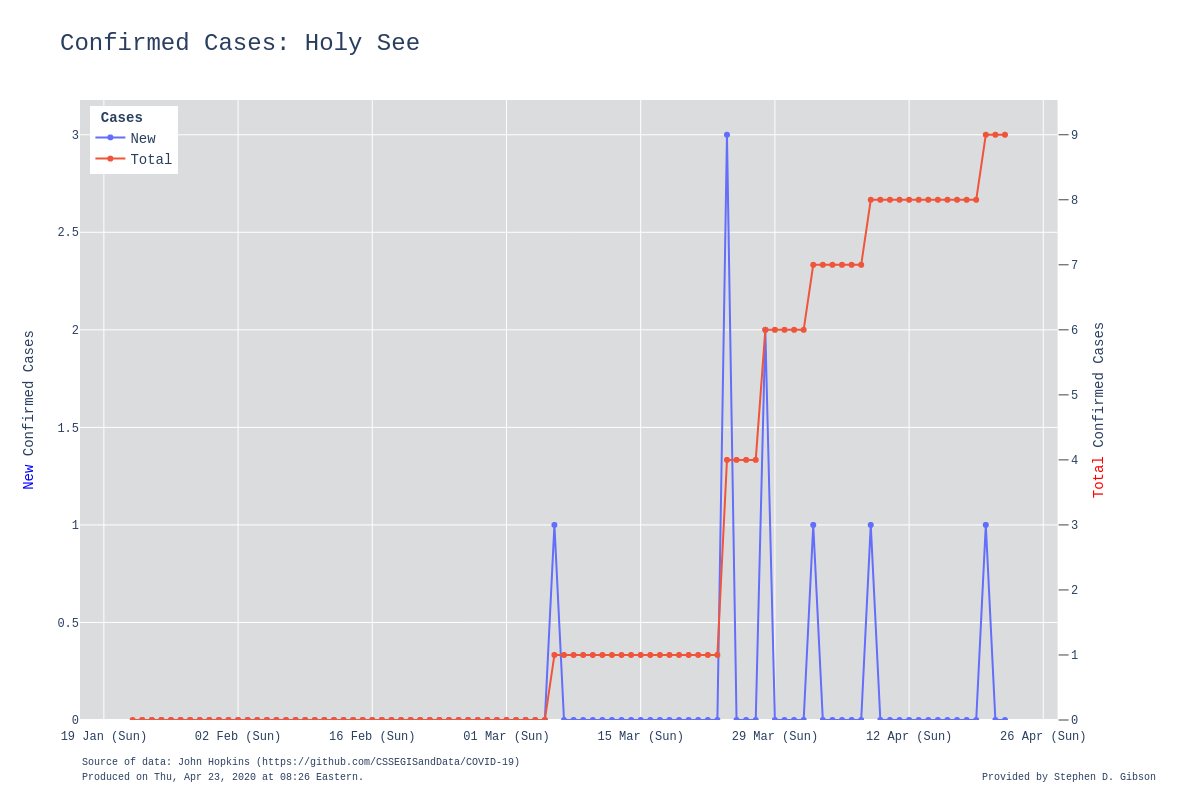 Confirmed Cases: Holy See
Cases
New
Total
3
2.5
2
1.5
1
0.5
0
New Confirmed Cases
9
8
7
6
5
4
3
2
1
0
Total Confirmed Cases
19 Jan (Sun) 02 Feb (Sun) 16 Feb (Sun) 01 Mar (Sun) 15 Mar (Sun) 29 Mar (Sun) 12 Apr (Sun) 26 Apr (Sun)
Source of data: John Hopkins (https://github.com/CSSEGISandData/COVID-19)
Produced on Thu, Apr 23, 2020 at 08:26 Eastern.
Provided by Stephen D. Gibson